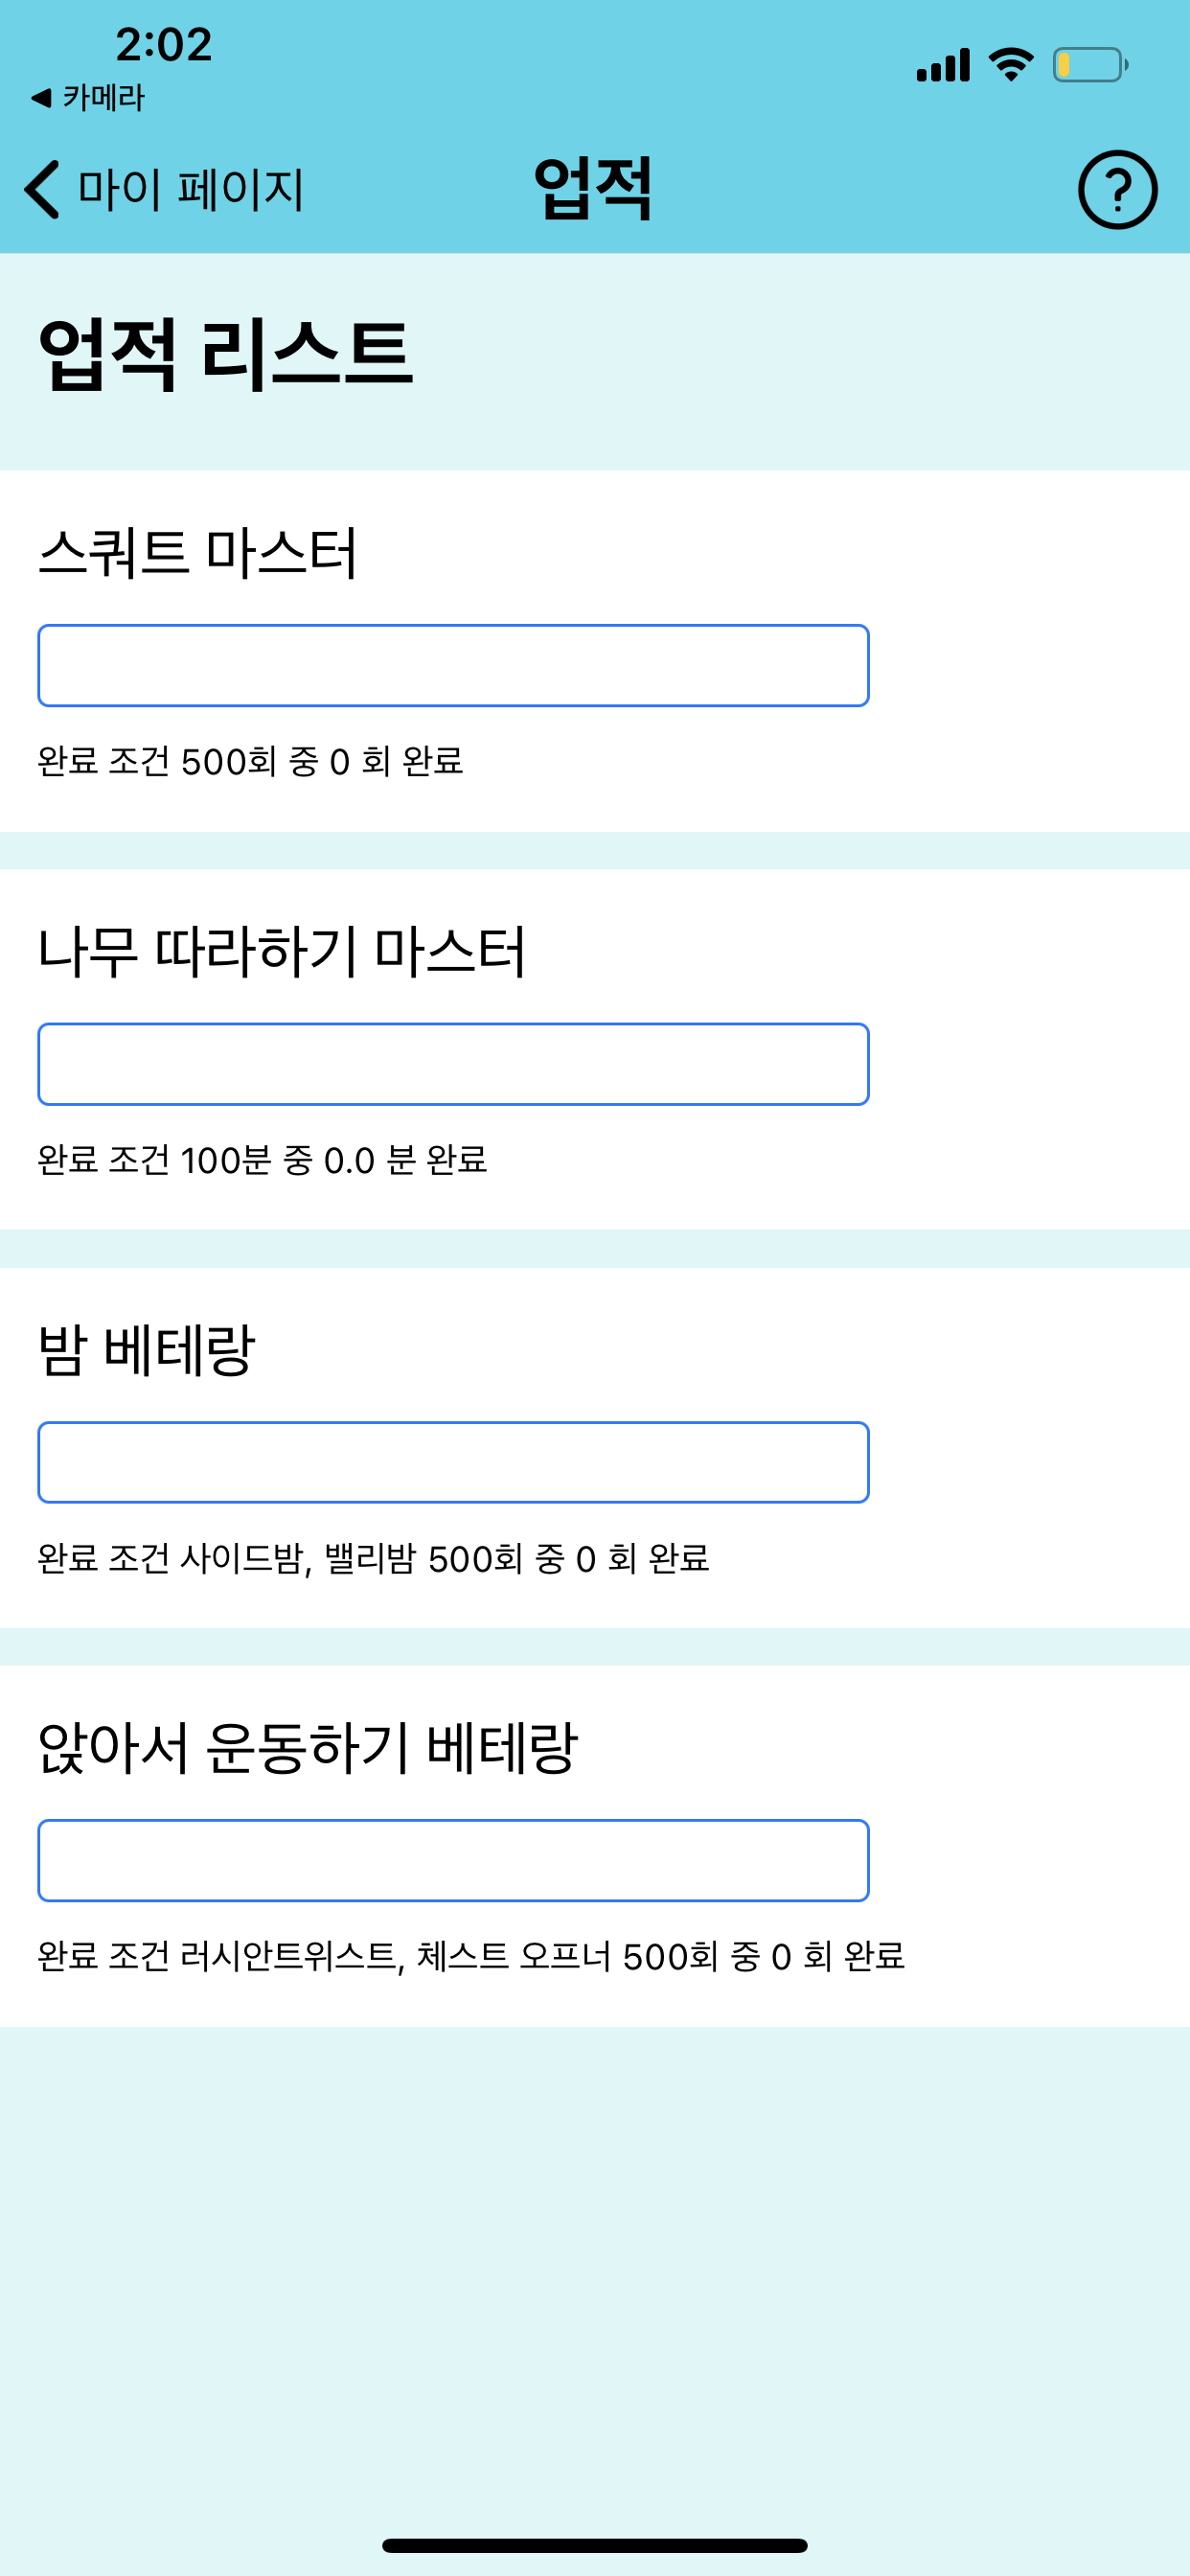 2:02
카메라
마이 페이지
업적
?
업적 리스트
스쿼트 마스터
완료 조건 500회 중 0 회 완료
나무 따라하기 마스터
완료 조건 100분 중 0.0 분 완료
밤 베테랑
완료 조건 사이드밤, 밸리밤 500회 중 0 회 완료
앉아서 운동하기 베테랑
완료 조건 러시안트위스트, 체스트 오프너 500회 중 0 회 완료